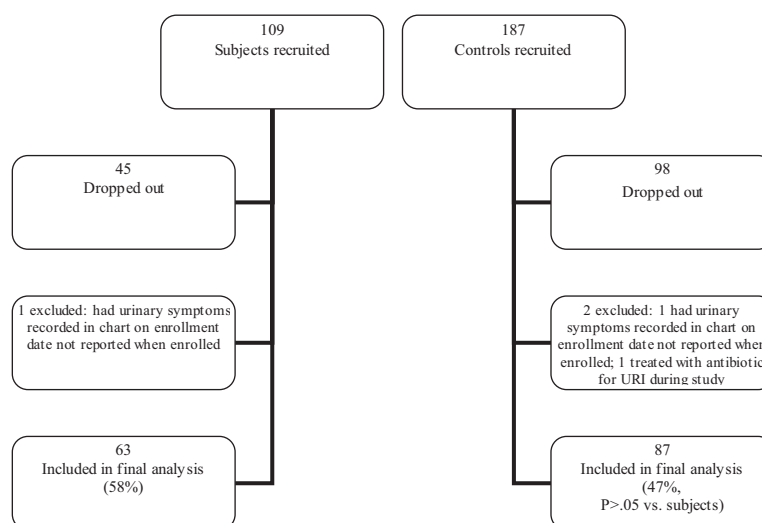 109
Subjects recruited
187
Controls recruited
45
Dropped out
98
Dropped out
1 excluded: had urinary symptoms
recorded in chart on enrollment
date not reported when enrolled
2 excluded: 1 had urinary
symptoms recorded in chart on
enrollment date not reported when
enrolled; 1 treated with antibiotic
for URI during study
63
Included in final analysis
(58%)
87
Included in final analysis
(47%,
P>.05 vs. subjects)